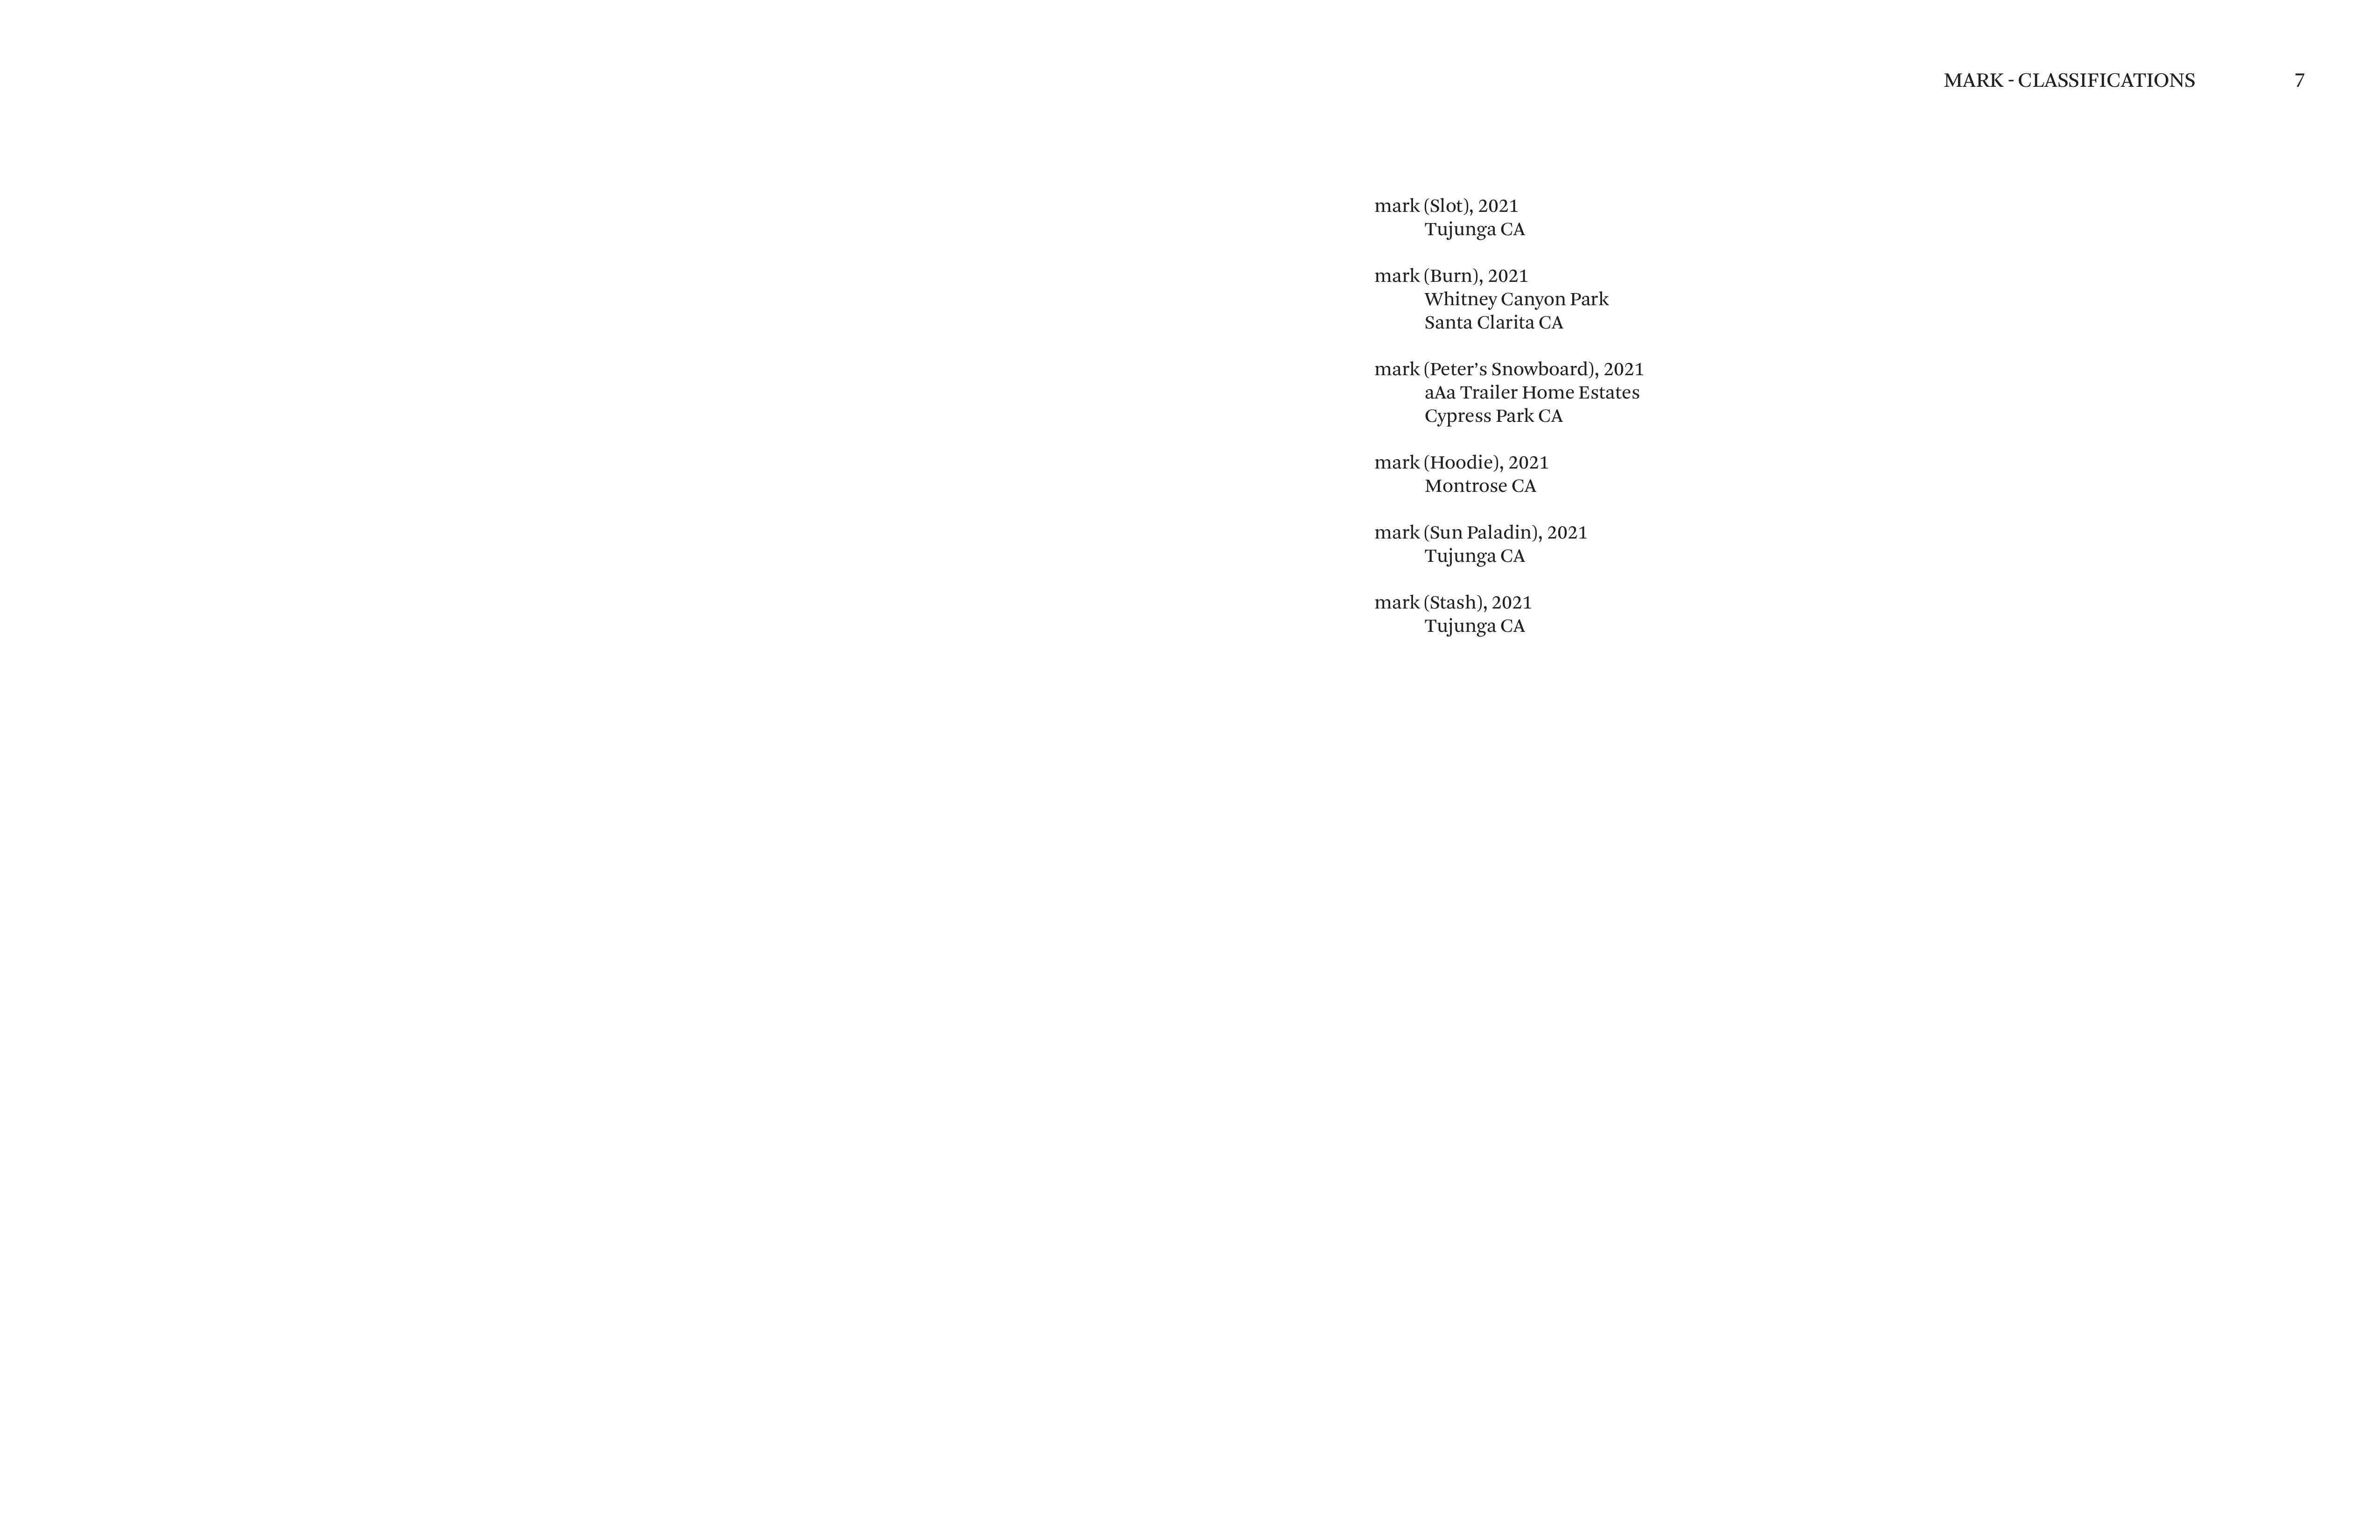 MARK - CLASSIFICATIONS 7
mark (Slot), 2021
Tujunga CA
mark (Burn), 2021
Whitney Canyon Park
Santa Clarita CA
mark (Peter’s Snowboard), 2021
aAa Trailer Home Estates
Cypress Park CA
mark (Hoodie), 2021
Montrose CA
mark (Sun Paladin), 2021
Tujunga CA
mark (Stash), 2021
Tujunga CA